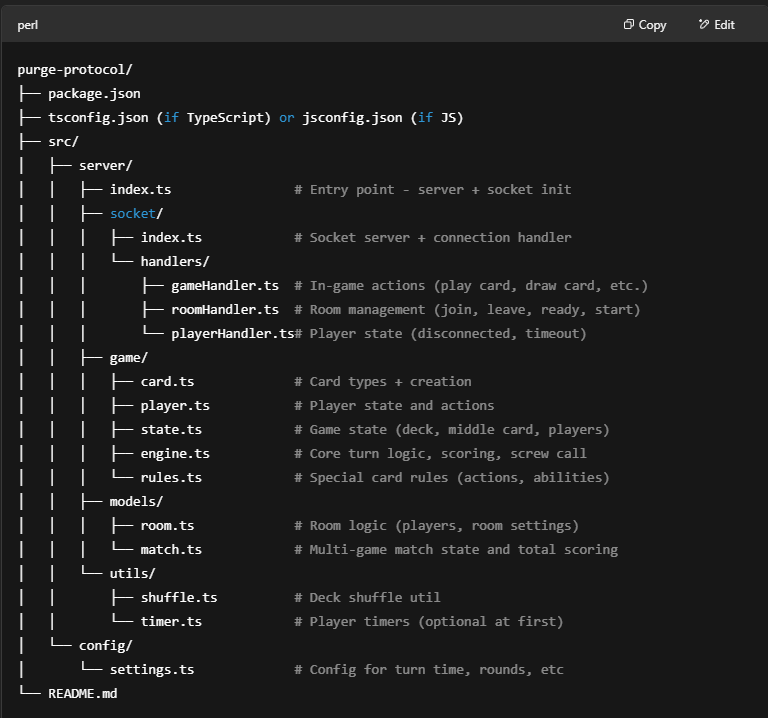 perl
Copy
Edit
purge-protocol/
├── package.json
├── tsconfig.json (if TypeScript) or jsconfig.json (if JS)
├── src/
│   ├── server/
│   │   ├── index.ts                # Entry point - server + socket init
│   │   ├── socket/
│   │   │   ├── index.ts            # Socket server + connection handler
│   │   │   └── handlers/
│   │   │       ├── gameHandler.ts  # In-game actions (play card, draw card, etc.)
│   │   │       ├── roomHandler.ts  # Room management (join, leave, ready, start)
│   │   │       └── playerHandler.ts# Player state (disconnected, timeout)
│   │   ├── game/
│   │   │   ├── card.ts             # Card types + creation
│   │   │   ├── player.ts           # Player state and actions
│   │   │   ├── state.ts            # Game state (deck, middle card, players)
│   │   │   ├── engine.ts           # Core turn logic, scoring, screw call
│   │   │   └── rules.ts            # Special card rules (actions, abilities)
│   │   ├── models/
│   │   │   ├── room.ts             # Room logic (players, room settings)
│   │   │   └── match.ts            # Multi-game match state and total scoring
│   │   └── utils/
│   │       ├── shuffle.ts          # Deck shuffle util
│   │       └── timer.ts            # Player timers (optional at first)
│   └── config/
│       └── settings.ts             # Config for turn time, rounds, etc
└── README.md